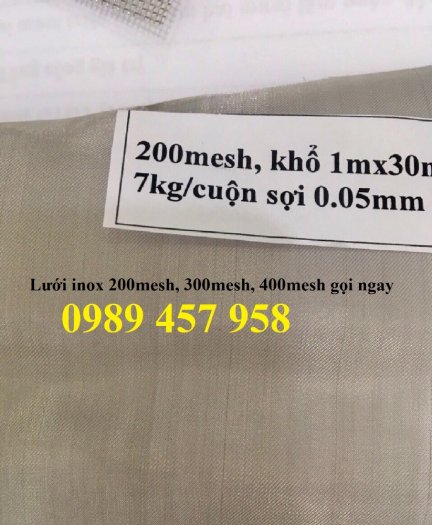 200mesh, khổ 1mx30m
7kg/cuộn sợi 0.05mm
Lưới inox 200mesh, 300mesh, 400mesh gọi ngay
0989 457 958